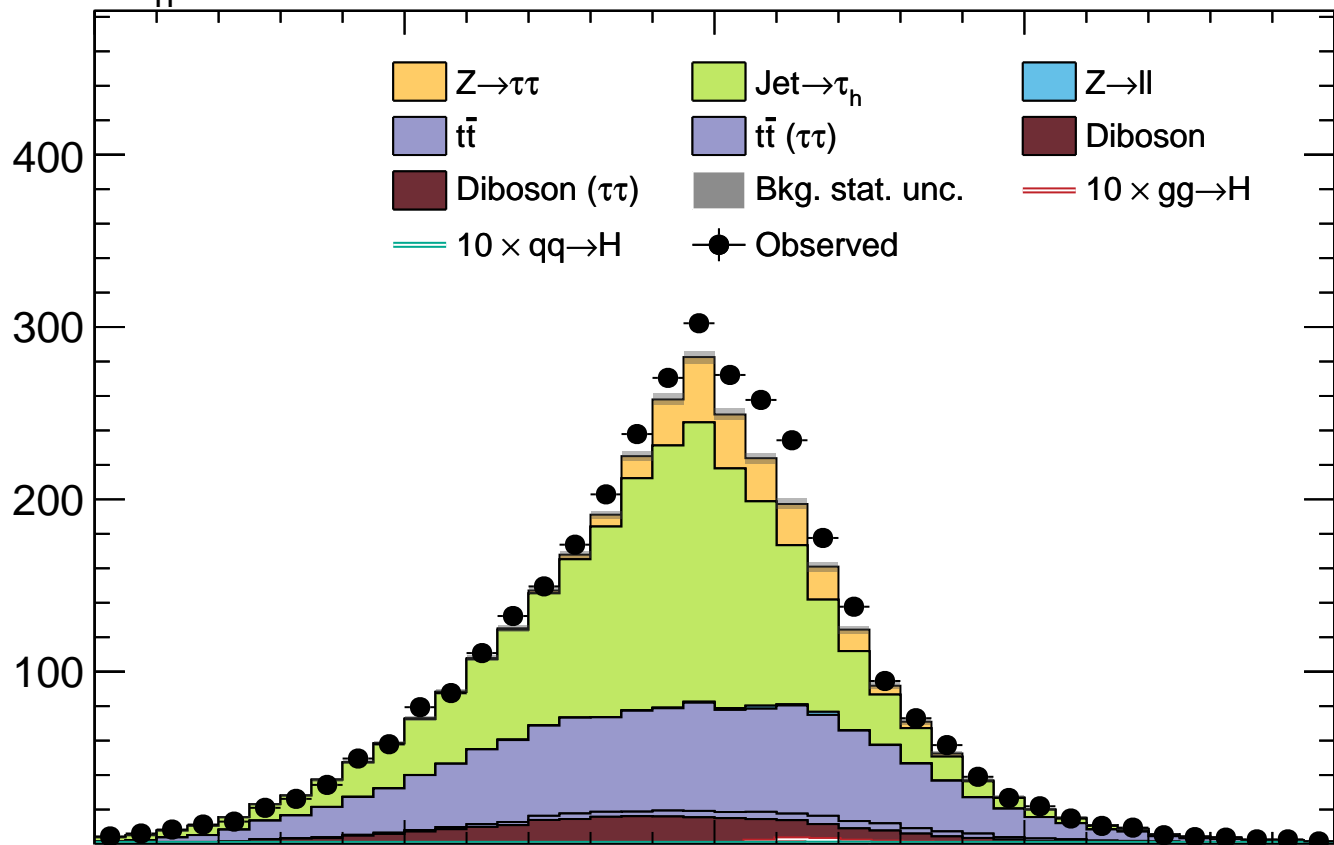 H
Z→ττ Jet→τh Z→ll
tt̄ tt̄ (ττ) Diboson
Diboson (ττ) Bkg. stat. unc. 10 × gg→H
10 × qq→H Observed
400
300
200
100